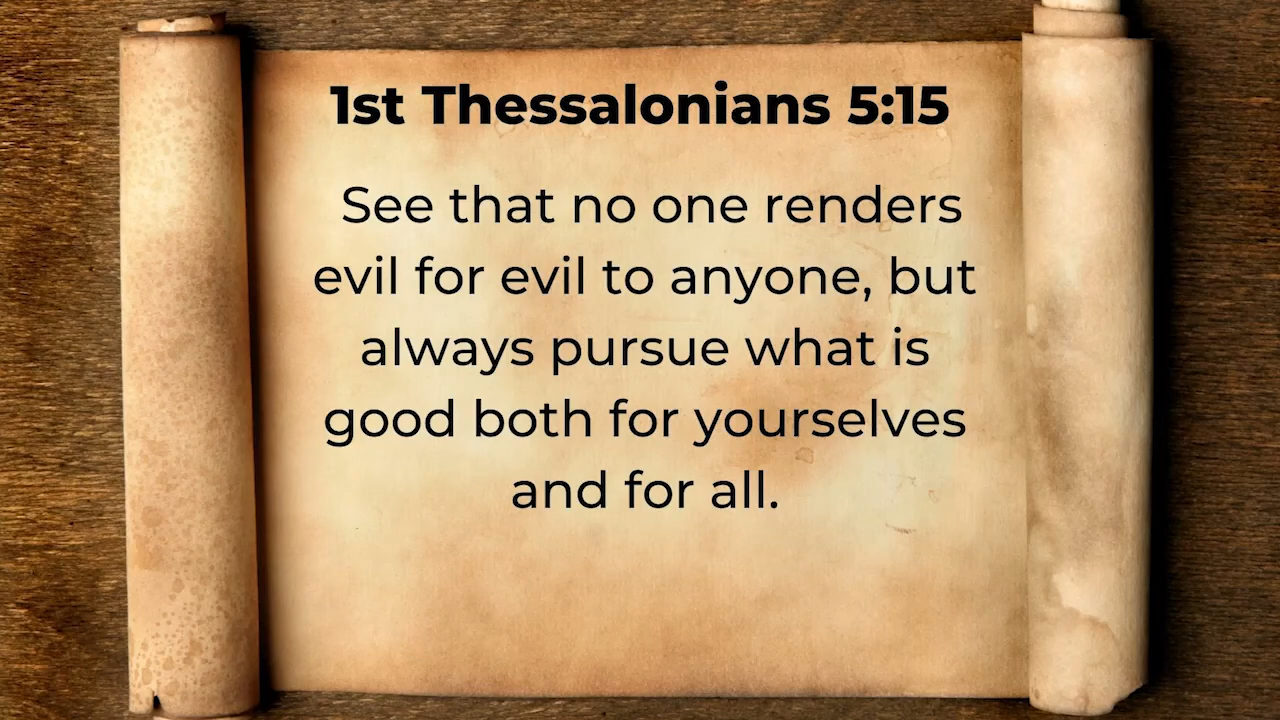 1st Thessalonians 5:15
See that no one renders
evil for evil to anyone, but
always pursue what is
good both for yourselves
and for all.